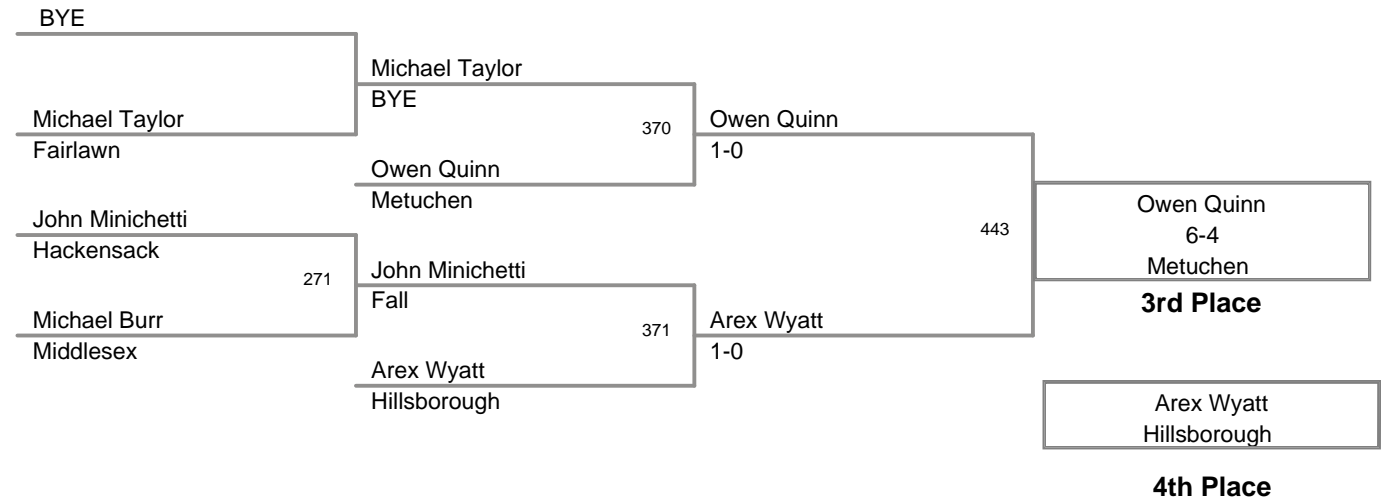 BYE
Michael Taylor
BYE
Michael Taylor
Fairlawn
370
Owen Quinn
1-0
Owen Quinn
Metuchen
John Minichetti
Hackensack
443
Owen Quinn
6-4
Metuchen
3rd Place
271
John Minichetti
Fall
Michael Burr
Middlesex
371
Arex Wyatt
1-0
Arex Wyatt
Hillsborough
Arex Wyatt
Hillsborough
4th Place